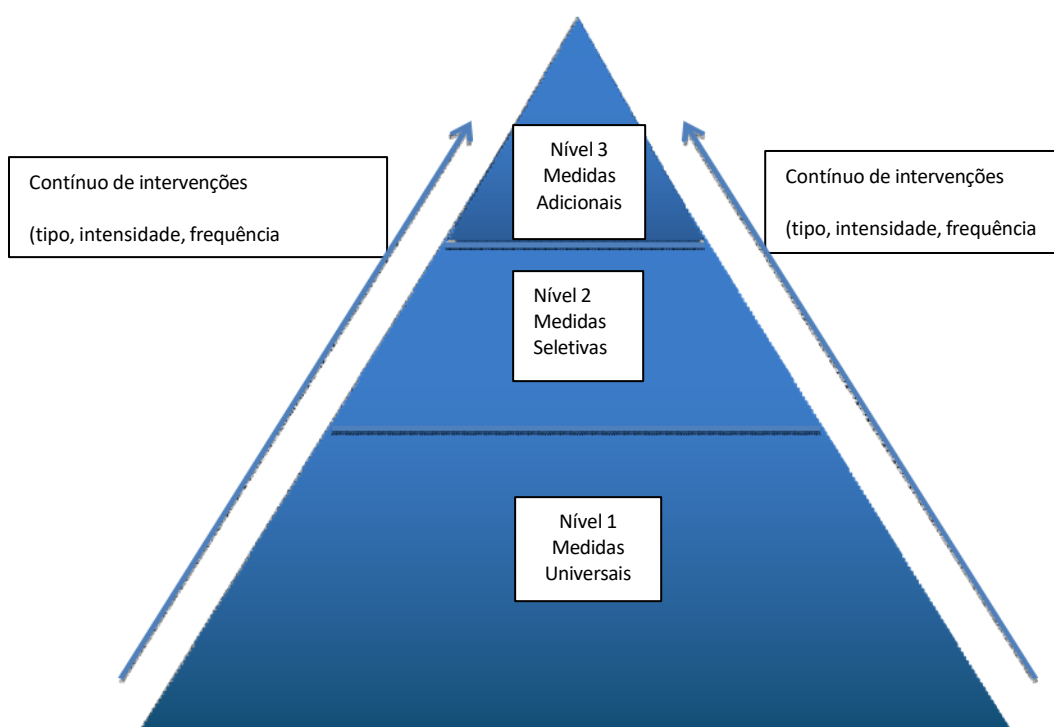 Nível 3
Medidas
Adicionais
Contínuo de intervenções
(tipo, intensidade, frequência
Contínuo de intervenções
(tipo, intensidade, frequência
Nível 2
Medidas
Seletivas
Nível 1
Medidas
Universais